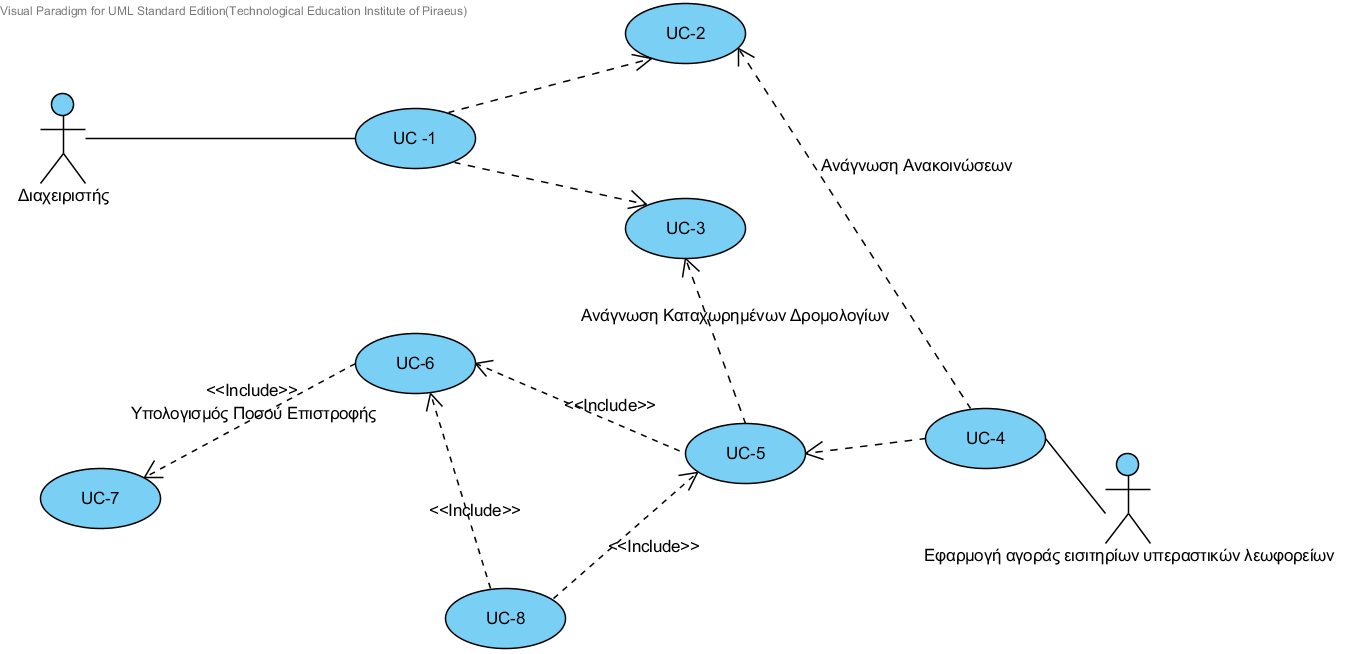 Visual Paradigm for UML Standard Edition(Technological Education Institute of Piraeus)
UC-2
UC -1
Ανάγνωση Ανακοινώσεων
Διαχειριστής
UC-3
Ανάγνωση Καταχωρημένων Δρομολογίων
UC-6
<<Include>>
<<Include>>
Υπολογισμός Ποσού Επιστροφής
UC-4
UC-5
UC-7
<<Include>>
<<Include>>
Εφαρμογή αγοράς εισιτηρίων υπεραστικών λεωφορείων
UC-8